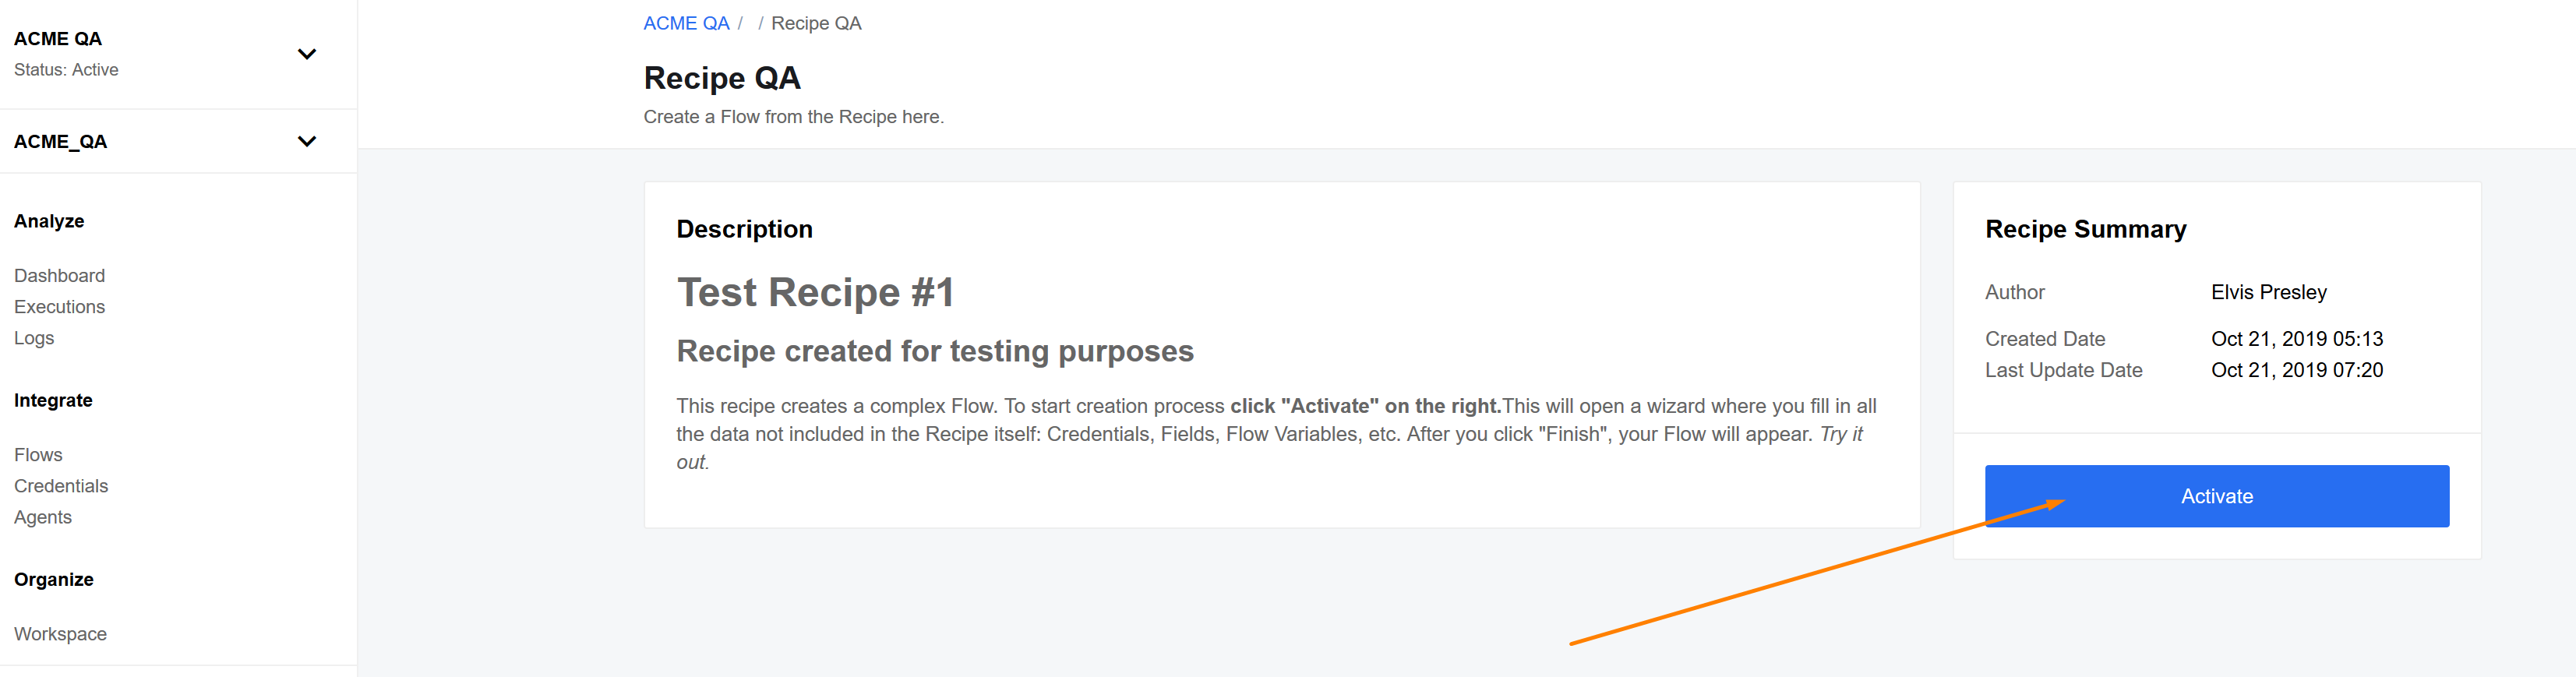 ACME QA
Status: Active
ACME_QA
Analyze
Dashboard
Executions
Logs
Integrate
Flows
Credentials
Agents
Organize
Workspace
ACME QA / / Recipe QA
Recipe QA
Create a Flow from the Recipe here.
Description
Test Recipe #1
Recipe created for testing purposes
This recipe creates a complex Flow. To start creation process click "Activate" on the right.This will open a wizard where you fill in all
the data not included in the Recipe itself: Credentials, Fields, Flow Variables, etc. After you click "Finish", your Flow will appear. Try it
out.
Recipe Summary
Author Elvis Presley
Created Date Oct 21, 2019 05:13
Last Update Date Oct 21, 2019 07:20
Activate